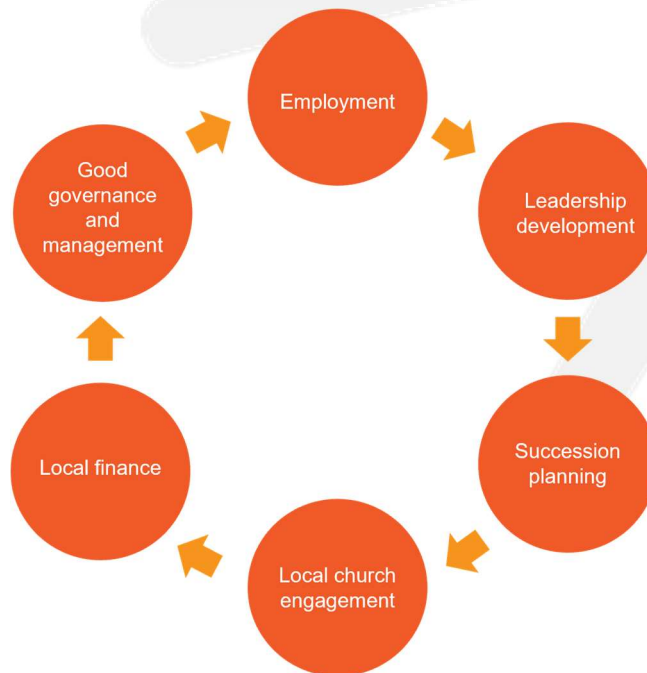 Employment
Leadership
development
Succession
planning
Local church
engagement
Local finance
Good
governance
and
management